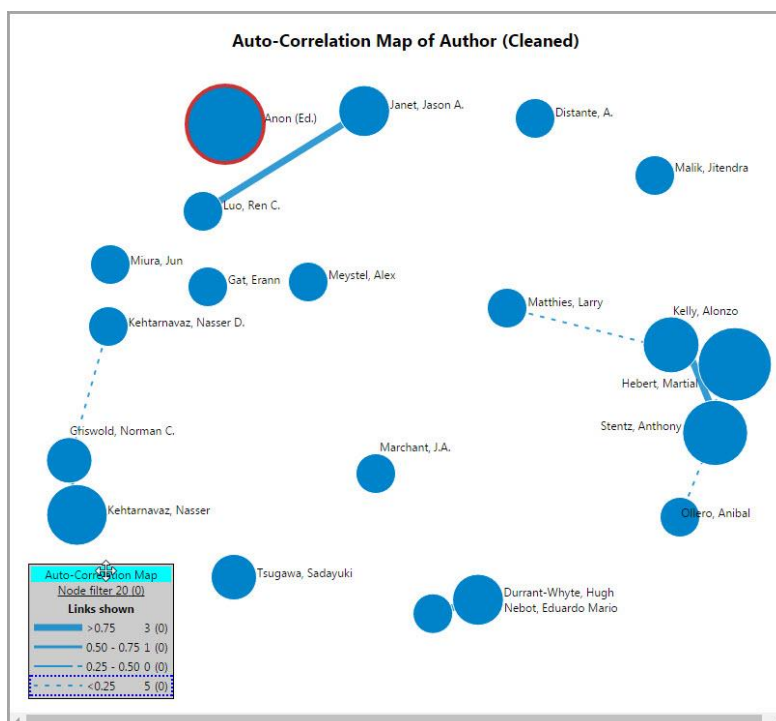 Auto-Correlation Map of Author (Cleaned)
Anon (Ed.)
Janet, Jason A.
Distante, A.
Malik, Jitendra
Luo, Ren C.
Miura, Jun
Gat, Erann
Meystel, Alex
Matthies, Larry
Kelly, Alonzo
Kehtarnavaz, Nasser D.
Hebert, Martial
Stentz, Anthony
Griswold, Norman C.
Marchant, J.A.
Kehtarnavaz, Nasser
Ollero, Anibal
Tsugawa, Sadayuki
Durrant-Whyte, Hugh
Nebot, Eduardo Mario
Auto-Correlation Map
Node filter 20 (0)
Links shown
>0.75 3 (0)
0.50 - 0.75 1 (0)
0.25 - 0.50 0 (0)
<0.25 5 (0)